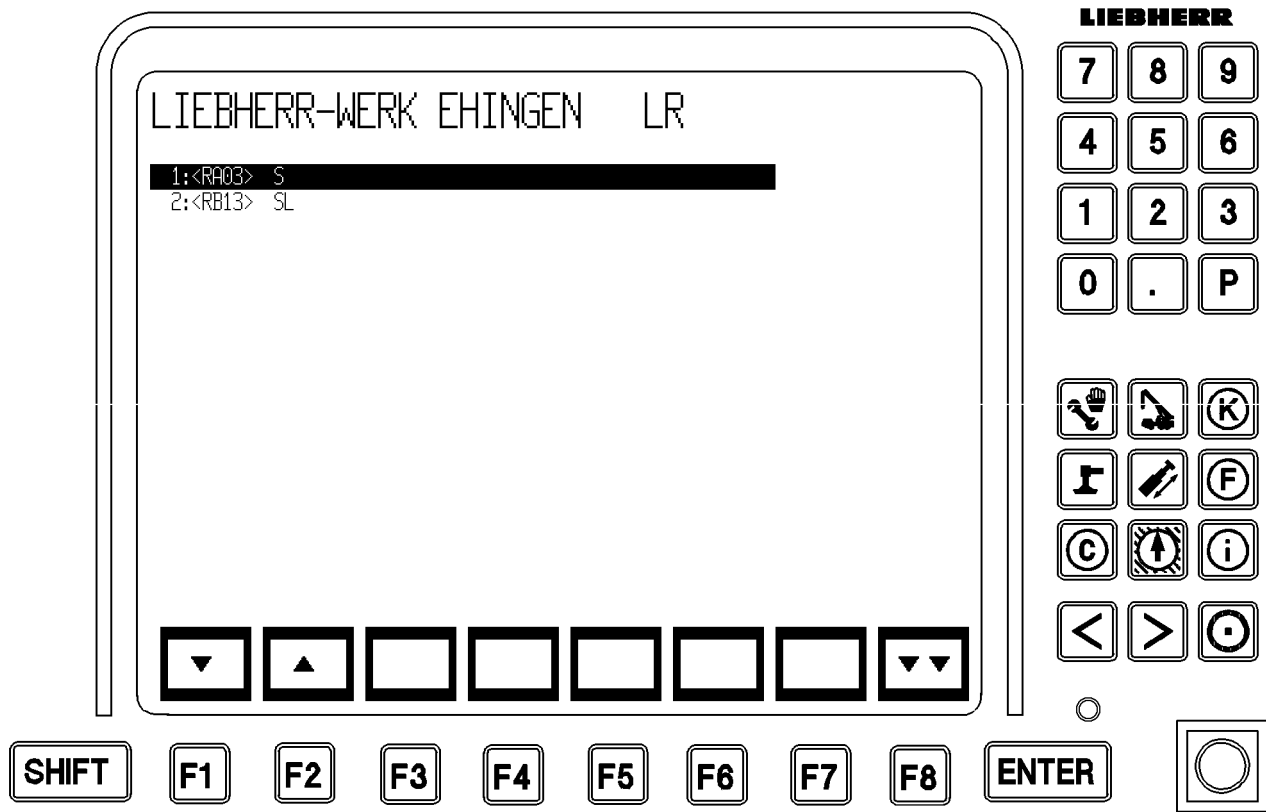 LIEBHERR
7 8 9
LIEBHERR-WERK EHINGEN LR
4 5 6
1:<RA03> S
2:<RB13> SL
1 2 3
0 . P
K
F
C i
< >
SHIFT F1 F2 F3 F4 F5 F6 F7 F8 ENTER